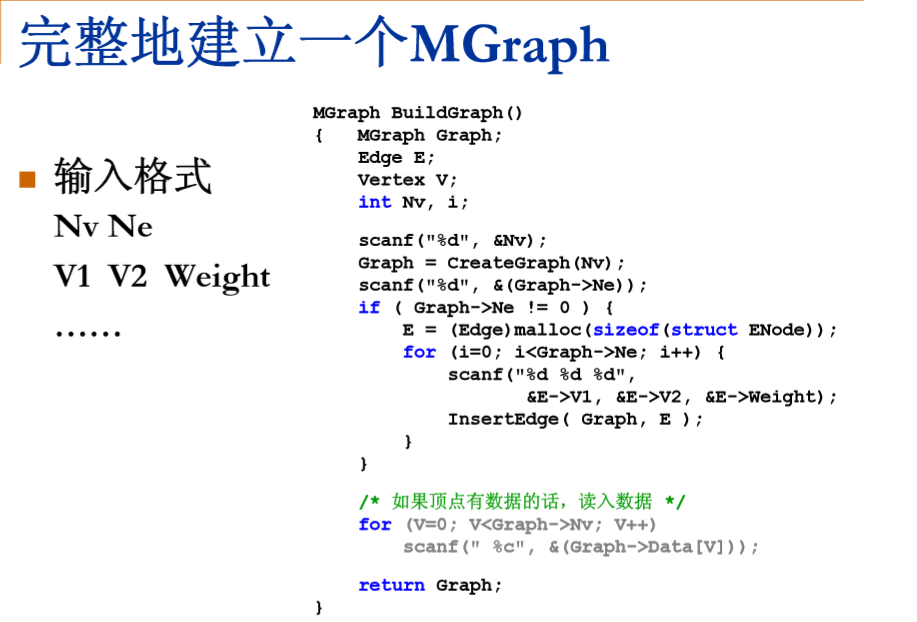 完整地建立一个MGraph
输入格式
Nv Ne
V1 V2 Weight
……
MGraph BuildGraph()
{   MGraph Graph;
    Edge E;
    Vertex V;
    int Nv, i;
    scanf("%d", &Nv);
    Graph = CreateGraph(Nv);
    scanf("%d", &(Graph->Ne));
    if ( Graph->Ne != 0 ) {
        E = (Edge)malloc(sizeof(struct ENode));
        for (i=0; i<Graph->Ne; i++) {
            scanf("%d %d %d",
                   &E->V1, &E->V2, &E->Weight);
            InsertEdge( Graph, E );
        }
    }
    /* 如果顶点有数据的话，读入数据 */
    for (V=0; V<Graph->Nv; V++)
        scanf(" %c", &(Graph->Data[V]));
    return Graph;
}